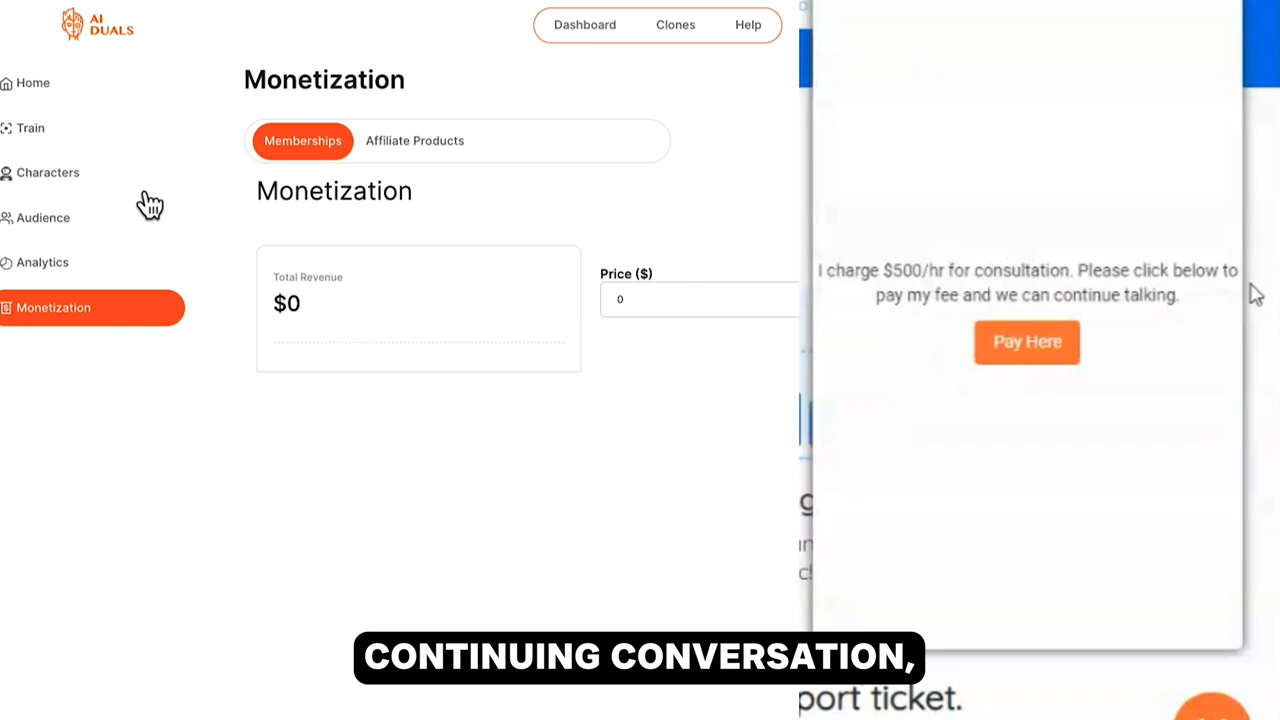 AI
DUALS
Dashboard
Clones
Help
Home
Train
Characters
Audience
Analytics
Monetization
Monetization
Memberships
Affiliate Products
Monetization
Total Revenue
$0
Price ($)
0
I charge $500/hr for consultation. Please click below to
pay my fee and we can continue talking.
Pay Here
CONTINUING CONVERSATION,
port ticket.